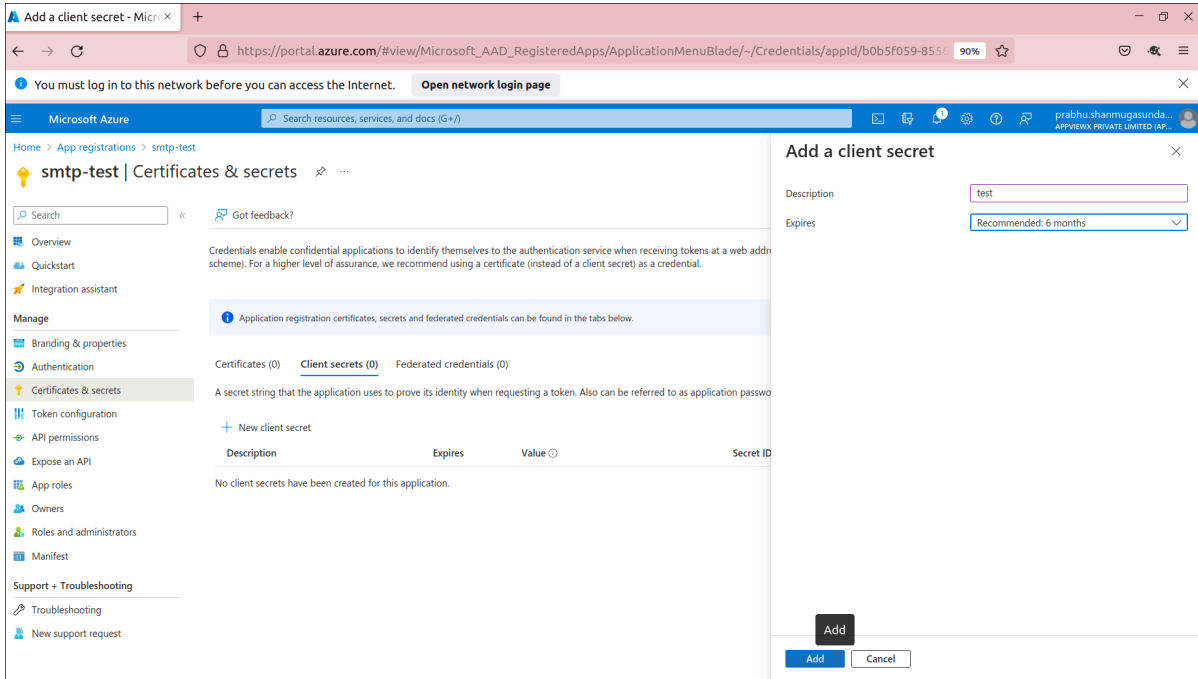 Add a client secret - Micro
https://portal.azure.com/#view/Microsoft_AAD_RegisteredApps/ApplicationMenuBlade/~/Credentials/appId/b0b5f059-8556
90%
You must log in to this network before you can access the Internet.
Open network login page
Microsoft Azure
Search resources, services, and docs (G+/)
1
prabhu.shanmugasunda...
APPVIEWX PRIVATE LIMITED (AP...
Home > App registrations > smtp-test
smtp-test | Certificates & secrets
Search
Overview
Quickstart
Integration assistant
Manage
Branding & properties
Authentication
Certificates & secrets
Token configuration
API permissions
Expose an API
App roles
Owners
Roles and administrators
Manifest
Support + Troubleshooting
Troubleshooting
New support request
Got feedback?
Credentials enable confidential applications to identify themselves to the authentication service when receiving tokens at a web addre
scheme). For a higher level of assurance, we recommend using a certificate (instead of a client secret) as a credential.
Application registration certificates, secrets and federated credentials can be found in the tabs below.
Certificates (0) Client secrets (0) Federated credentials (0)
A secret string that the application uses to prove its identity when requesting a token. Also can be referred to as application passwo
New client secret
Description Expires Value Secret ID
No client secrets have been created for this application.
Add a client secret
Description test
Expires Recommended: 6 months
Add
Add Cancel